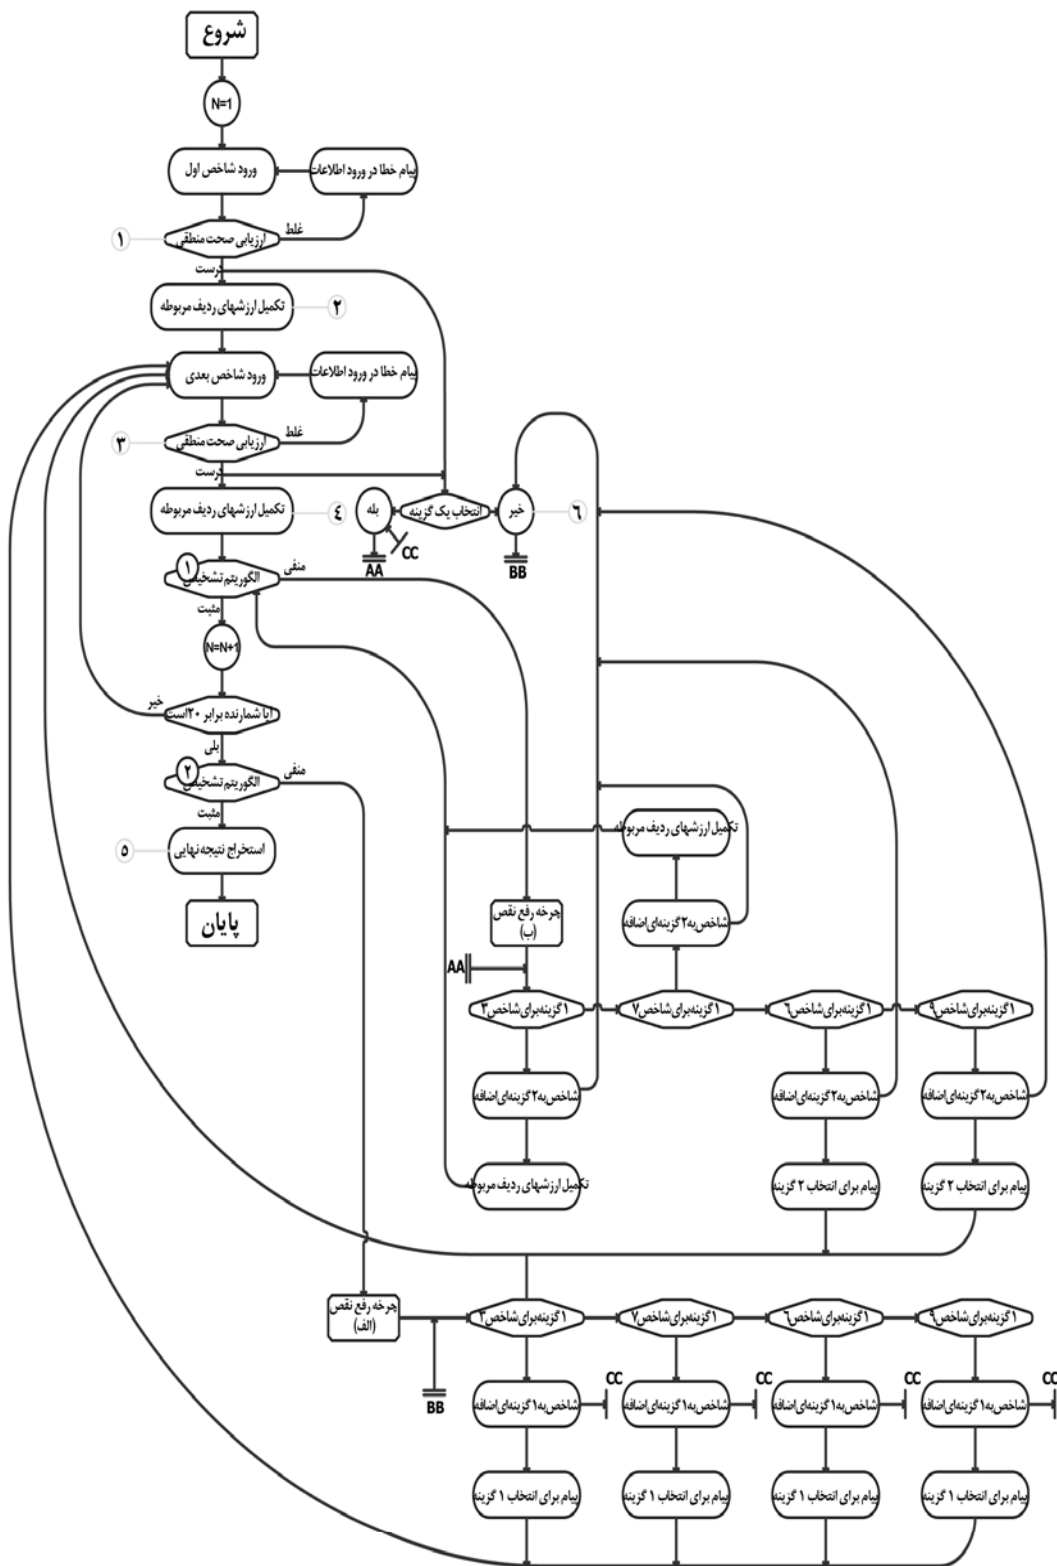 شروع
N=1
ورود شاخص اول
پیام خطا در ورود اطلاعات
ارزیابی صحت منطقی
غلط
۱
درست
تکمیل ارزشهای ردیف مربوطه
۲
ورود شاخص بعدی
پیام خطا در ورود اطلاعات
ارزیابی صحت منطقی
غلط
۳
درست
تکمیل ارزشهای ردیف مربوطه
٤
بله
انتخاب یک گزینه
خیر
٦
CC
AA
BB
الگوریتم تشخیص
۱
منفی
مثبت
N=N+1
آیا شمارنده برابر ۲۰است
خیر
بلی
الگوریتم تشخیص
۲
منفی
مثبت
استخراج نتیجه نهایی
۵
پایان
تکمیل ارزشهای ردیف مربوطه
شاخص به ۲ گزینه‌ای اضافه
چرخه رفع نقص
(ب)
AA
۱ گزینه برای شاخص ۳
۱ گزینه برای شاخص ۷
۱ گزینه برای شاخص ۶
۱ گزینه برای شاخص ۹
شاخص به ۲ گزینه‌ای اضافه
شاخص به ۲ گزینه‌ای اضافه
شاخص به ۲ گزینه‌ای اضافه
تکمیل ارزشهای ردیف مربوطه
پیام برای انتخاب ۲ گزینه
پیام برای انتخاب ۲ گزینه
چرخه رفع نقص
(الف)
BB
۱ گزینه برای شاخص ۳
۱ گزینه برای شاخص ۷
۱ گزینه برای شاخص ۶
۱ گزینه برای شاخص ۹
CC
CC
CC
CC
شاخص به ۱ گزینه‌ای اضافه
شاخص به ۱ گزینه‌ای اضافه
شاخص به ۱ گزینه‌ای اضافه
شاخص به ۱ گزینه‌ای اضافه
پیام برای انتخاب ۱ گزینه
پیام برای انتخاب ۱ گزینه
پیام برای انتخاب ۱ گزینه
پیام برای انتخاب ۱ گزینه